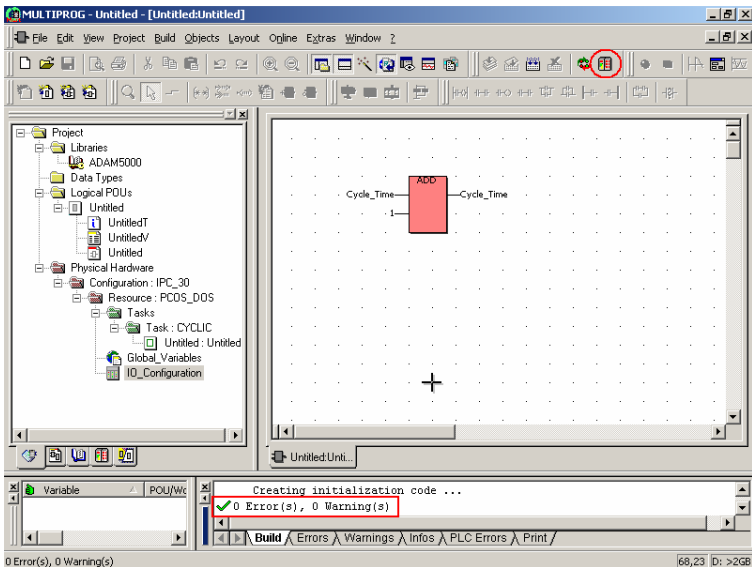 MULTIPROG - Untitled - [Untitled:Untitled]
File Edit View Project Build Objects Layout Online Extras Window ?
Project
Libraries
ADAM5000
Data Types
Logical POUs
Untitled
UntitledT
UntitledV
Untitled
Physical Hardware
Configuration : IPC_30
Resource : PCOS_DOS
Tasks
Task : CYCLIC
Untitled : Untitled
Global_Variables
IO_Configuration
ADD
Cycle_Time
Cycle_Time
1
Untitled:Unti...
Variable POU/Wo
Creating initialization code ...
0 Error(s), 0 Warning(s)
Build Errors Warnings Infos PLC Errors Print
0 Error(s), 0 Warning(s) 68,23 D: >2GB